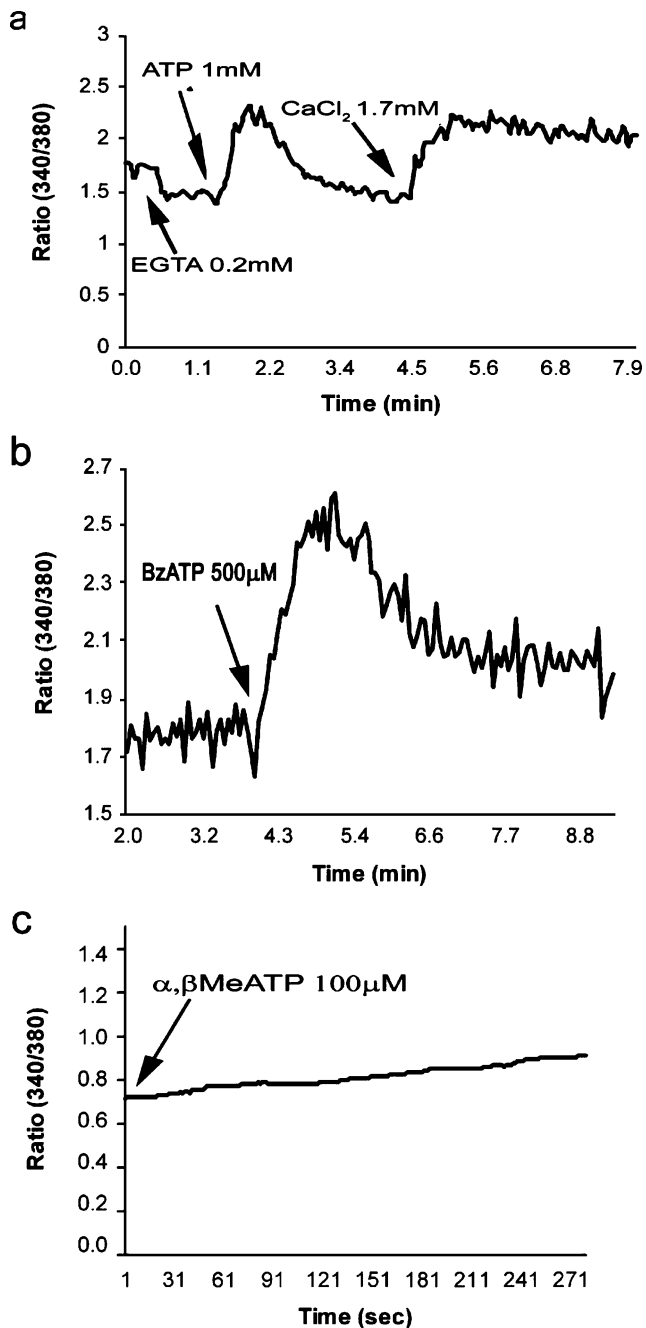 a
3
2.5
2
1.5
1
0.5
0
Ratio (340/380)
ATP 1mM
CaCl₂ 1.7mM
EGTA 0.2mM
0.0 1.1 2.2 3.4 4.5 5.6 6.8 7.9
Time (min)
b
2.7
2.5
2.3
2.1
1.9
1.7
1.5
Ratio (340/380)
BzATP 500µM
2.0 3.2 4.3 5.4 6.6 7.7 8.8
Time (min)
c
1.4
1.2
1.0
0.8
0.6
0.4
0.2
0.0
Ratio (340/380)
α,βMeATP 100µM
1 31 61 91 121 151 181 211 241 271
Time (sec)